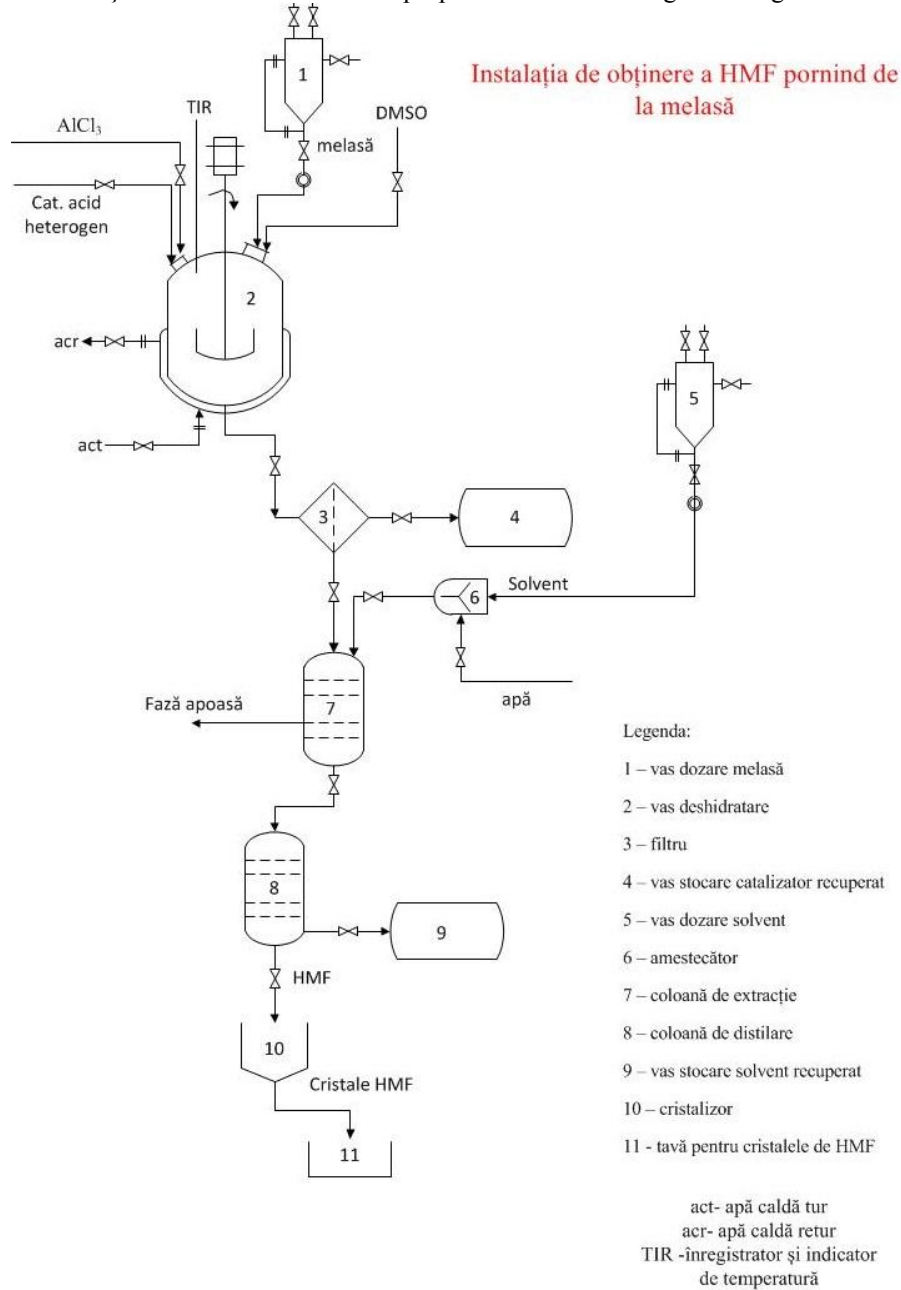 Instalația de obținere a HMF pornind de
la melasă
1
TIR
DMSO
AlCl₃
melasă
Cat. acid
heterogen
2
acr
act
5
3
4
Solvent
6
apă
7
Fază apoasă
8
9
HMF
10
Cristale HMF
11
Legenda:
1 – vas dozare melasă
2 – vas deshidratare
3 – filtru
4 – vas stocare catalizator recuperat
5 – vas dozare solvent
6 – amestecător
7 – coloană de extracție
8 – coloană de distilare
9 – vas stocare solvent recuperat
10 – cristalizor
11 - tavă pentru cristalele de HMF
act- apă caldă tur
acr- apă caldă retur
TIR -înregistrator și indicator
de temperatură